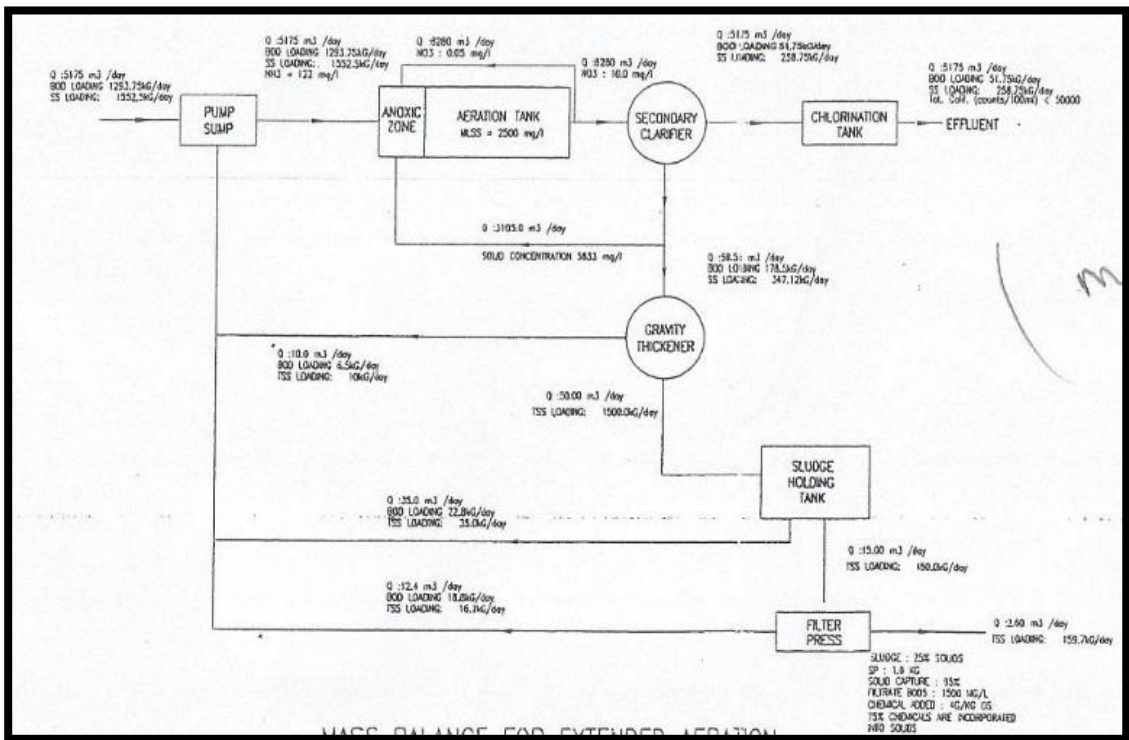 Q :5175 m3 /day
BOD LOADING 1293.75kG/day
SS LOADING: 1552.5kG/day
PUMP
SUMP
Q :5175 m3 /day
BOD LOADING 1293.75kG/day
SS LOADING: . 1552.5kG/day
NH3 = 122 mg/l
Q :8280 m3 /day
NO3 : 0.05 mg/l
ANOXIC
ZONE
AERATION TANK
MLSS = 2500 mg/l
Q :8280 m3 /day
NO3 : 10.0 mg/l
SECONDARY
CLARIFIER
Q :5175 m3 /day
BOD LOADING 51.75kG/day
SS LOADING: 258.75kG/day
CHLORINATION
TANK
Q :5175 m3 /day
BOD LOADING 51.75kG/day
SS LOADING: 258.75kG/day
Tot. Coli. (counts/100ml) < 50000
EFFLUENT
Q :3105.0 m3 /day
SOLID CONCENTRATION 5833 mg/l
Q :58.5: m3 /day
BOD LOADING 178.5kG/day
SS LOADING: 347.12kG/day
m
GRAVITY
THICKENER
Q :10.0 m3 /day
BOD LOADING 6.5kG/day
TSS LOADING: 10kG/day
Q :50.00 m3 /day
TSS LOADING: 1500.0kG/day
SLUDGE
HOLDING
TANK
Q :35.0 m3 /day
BOD LOADING 22.8kG/day
TSS LOADING: 35.0kG/day
Q :15.00 m3 /day
TSS LOADING: 150.0kG/day
Q :12.4 m3 /day
BOD LOADING 18.6kG/day
TSS LOADING: kG/day
FILTER
PRESS
Q :2.60 m3 /day
TSS LOADING: 159.7kG/day
SLUDGE : 25% SOLIDS
SP : 1.0 KG
SOLID CAPTURE : 95%
FILTRATE BOD5 : 1500 MG/L
CHEMICAL ADDED : 4G/KG DS
75% CHEMICALS ARE INCORPORATED
INTO SOLIDS
MASS BALANCE FOR EXTENDED AERATION